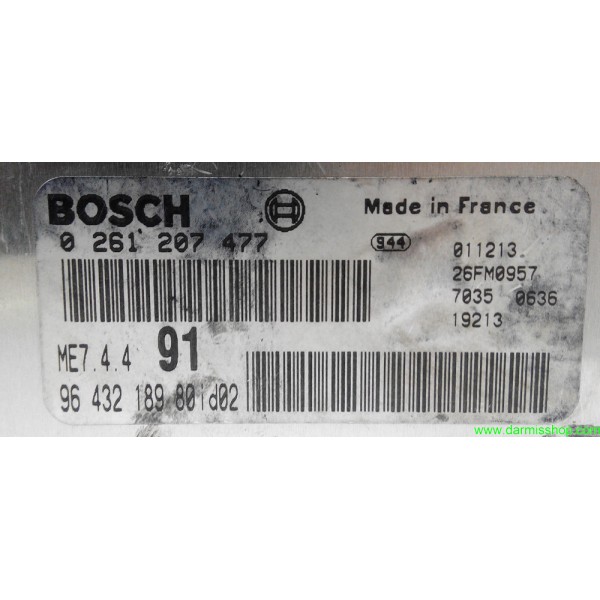 BOSCH
Made in France
0 261 207 477
944
011213
26FM0957
7035 0636
19213
ME7.4.4 91
96 432 189 80 id02
www.darmisshop.com